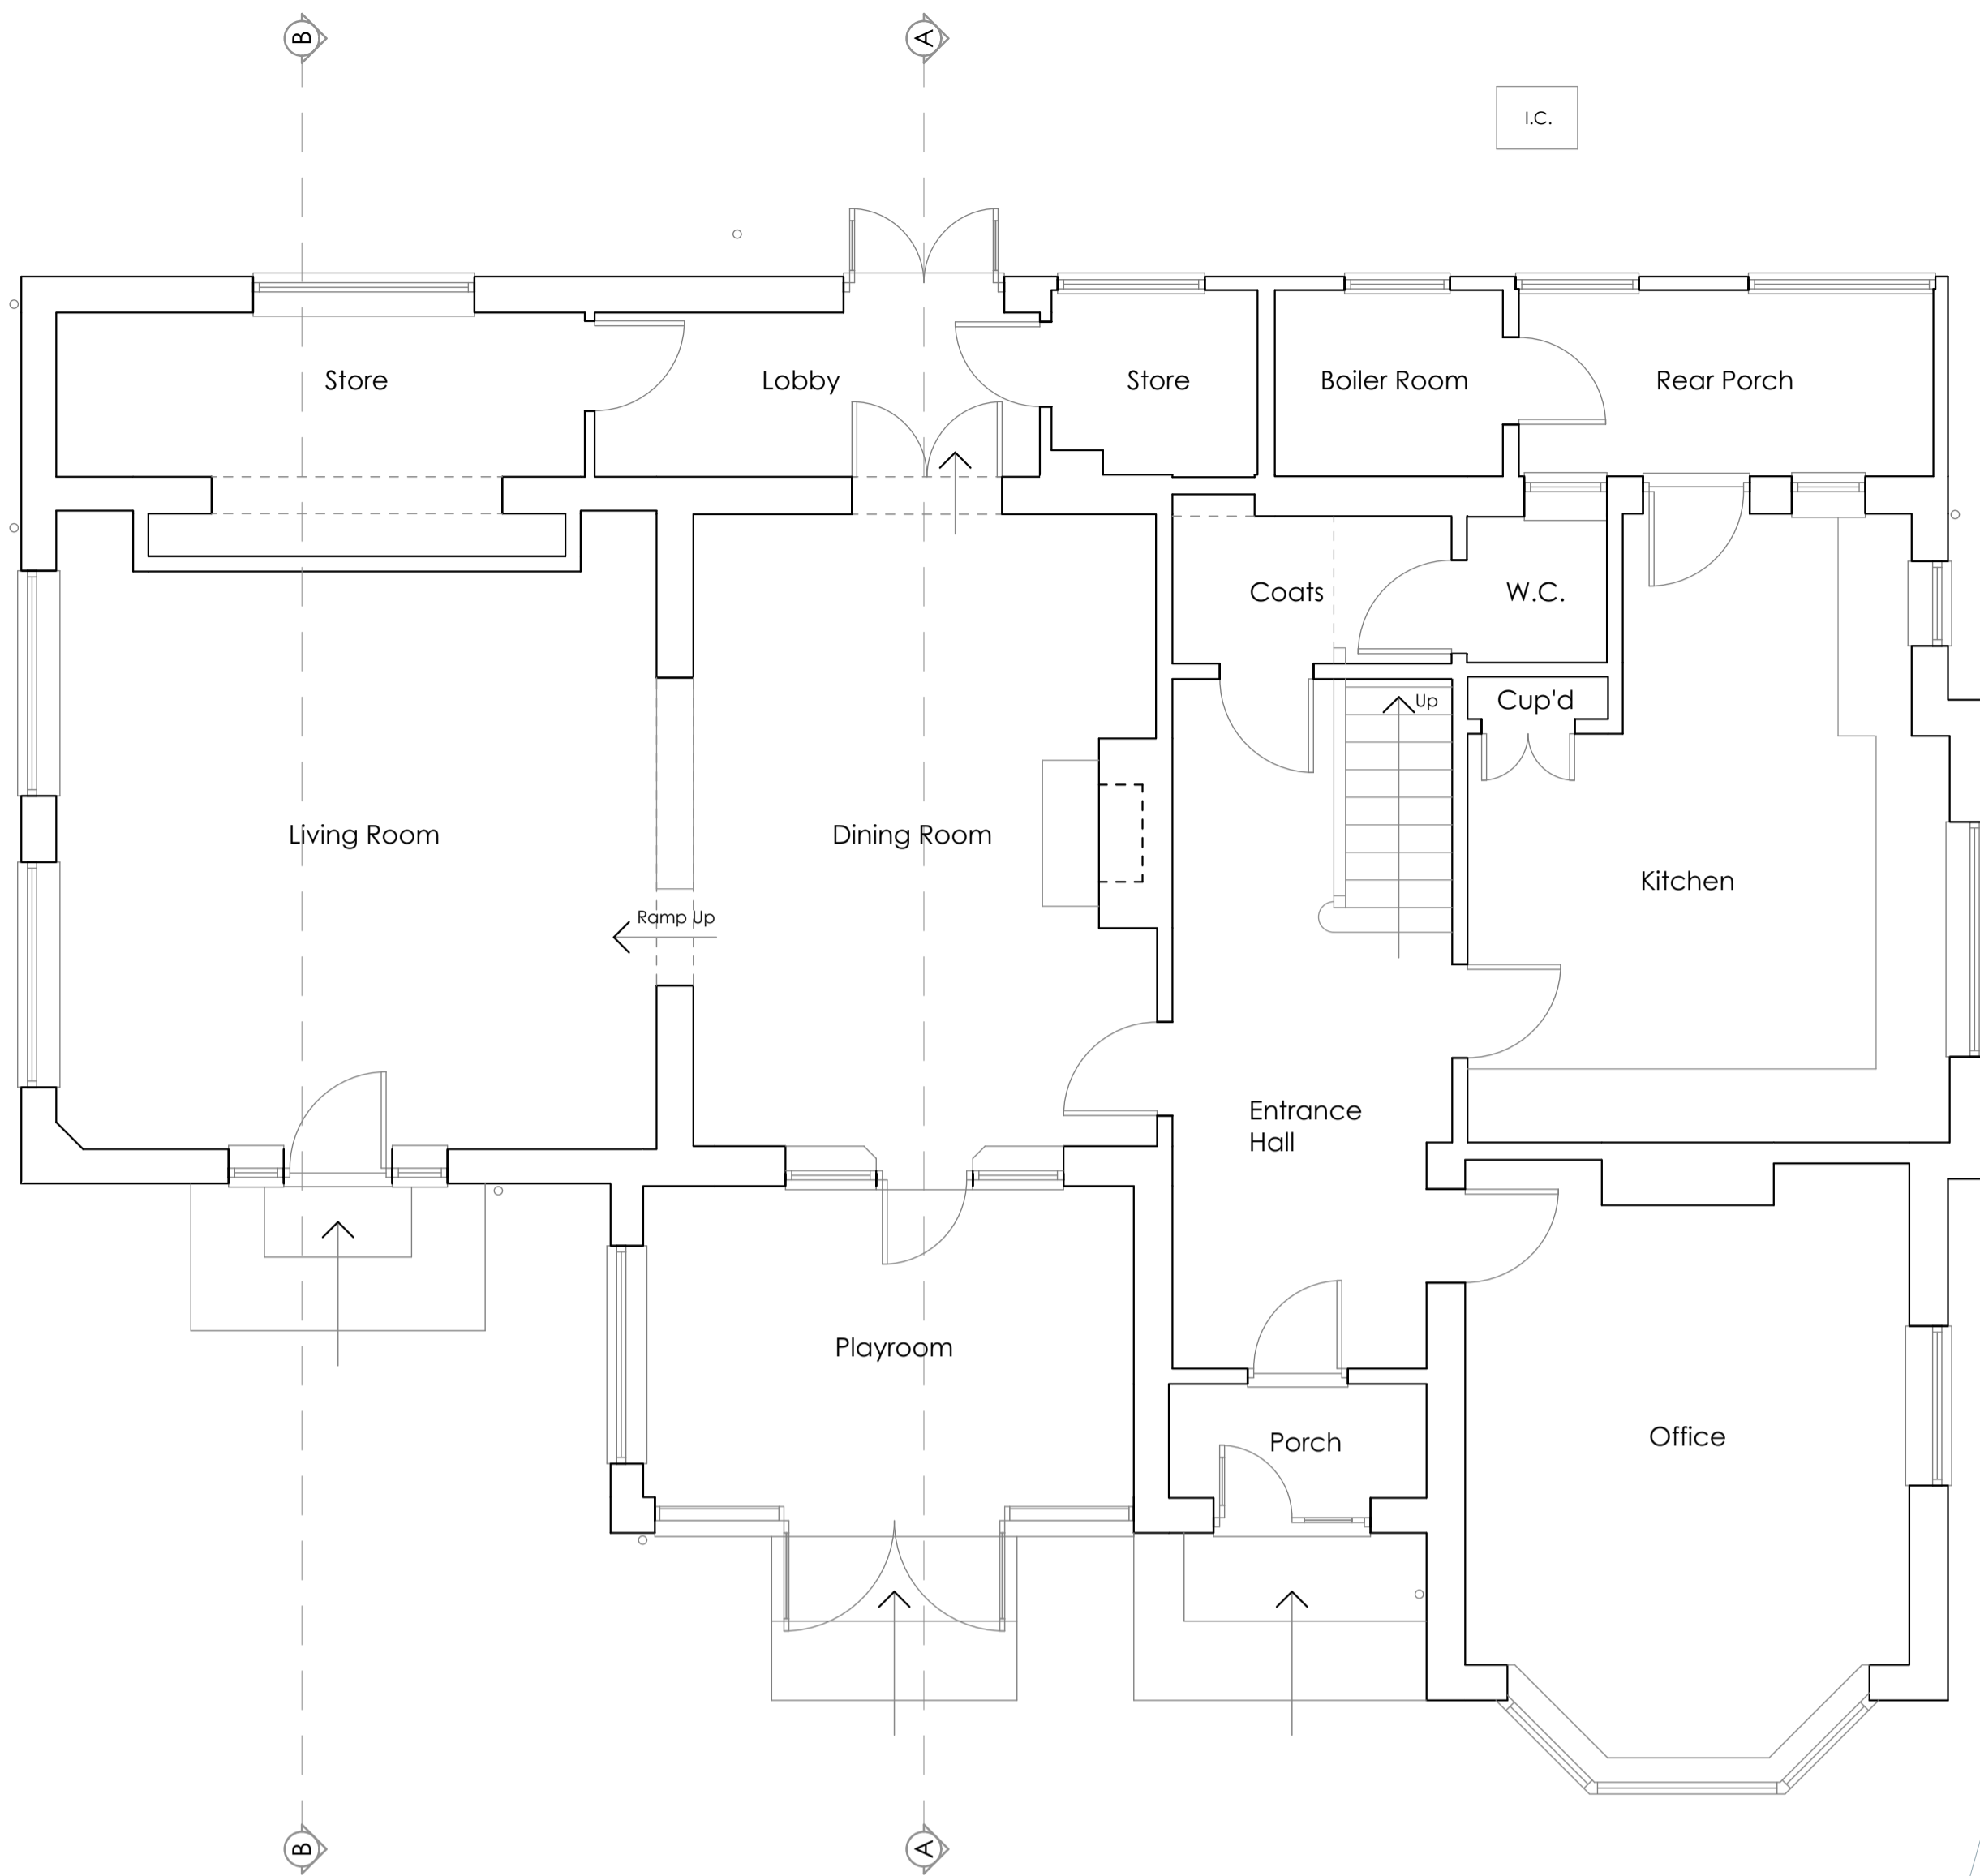 B
A
I.C.
Store
Lobby
Store
Boiler Room
Rear Porch
Coats
W.C.
Cup'd
Up
Living Room
Dining Room
Kitchen
Ramp Up
Entrance
Hall
Playroom
Porch
Office
B
A